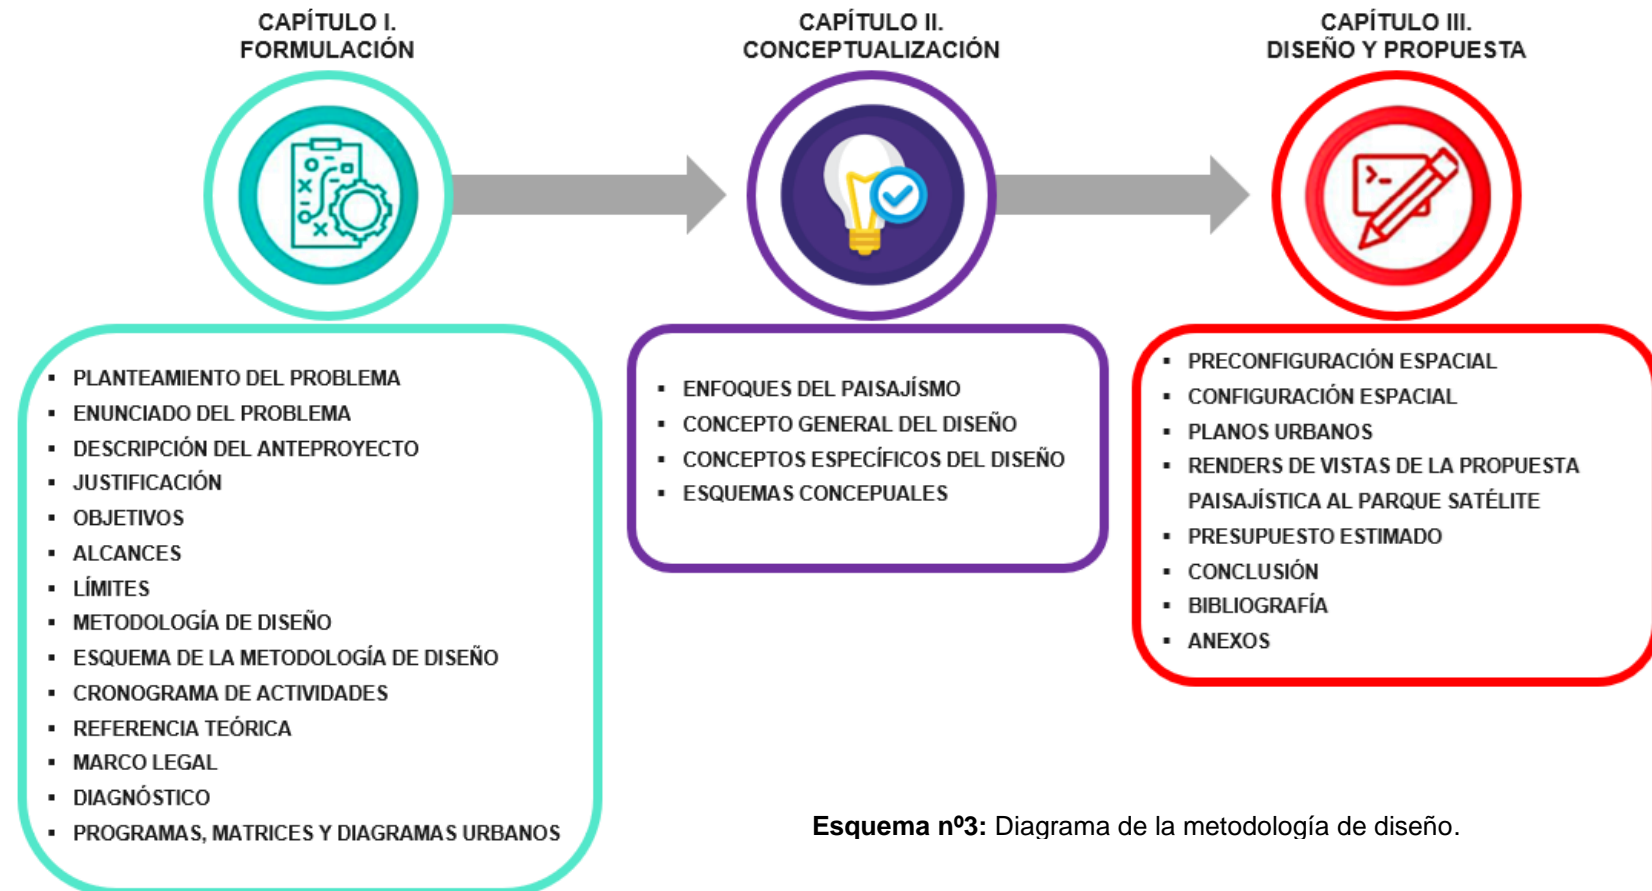 CAPÍTULO I.
FORMULACIÓN
PLANTEAMIENTO DEL PROBLEMA
ENUNCIADO DEL PROBLEMA
DESCRIPCIÓN DEL ANTEPROYECTO
JUSTIFICACIÓN
OBJETIVOS
ALCANCES
LÍMITES
METODOLOGÍA DE DISEÑO
ESQUEMA DE LA METODOLOGÍA DE DISEÑO
CRONOGRAMA DE ACTIVIDADES
REFERENCIA TEÓRICA
MARCO LEGAL
DIAGNÓSTICO
PROGRAMAS, MATRICES Y DIAGRAMAS URBANOS
CAPÍTULO II.
CONCEPTUALIZACIÓN
ENFOQUES DEL PAISAJÍSMO
CONCEPTO GENERAL DEL DISEÑO
CONCEPTOS ESPECÍFICOS DEL DISEÑO
ESQUEMAS CONCEPUALES
CAPÍTULO III.
DISEÑO Y PROPUESTA
PRECONFIGURACIÓN ESPACIAL
CONFIGURACIÓN ESPACIAL
PLANOS URBANOS
RENDERS DE VISTAS DE LA PROPUESTA
PAISAJÍSTICA AL PARQUE SATÉLITE
PRESUPUESTO ESTIMADO
CONCLUSIÓN
BIBLIOGRAFÍA
ANEXOS
Esquema nº3: Diagrama de la metodología de diseño.